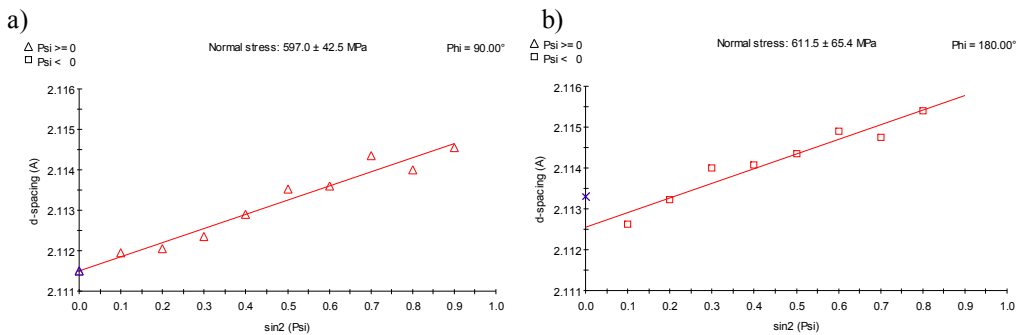 a)
△ Psi >= 0
□ Psi < 0
Normal stress: 597.0 ± 42.5 MPa
Phi = 90.00°
2.116
2.115
2.114
2.113
2.112
2.111
d-spacing (A)
0.0 0.1 0.2 0.3 0.4 0.5 0.6 0.7 0.8 0.9 1.0
sin2 (Psi)
b)
△ Psi >= 0
□ Psi < 0
Normal stress: 611.5 ± 65.4 MPa
Phi = 180.00°
2.116
2.115
2.114
2.113
2.112
2.111
d-spacing (A)
0.0 0.1 0.2 0.3 0.4 0.5 0.6 0.7 0.8 0.9 1.0
sin2 (Psi)